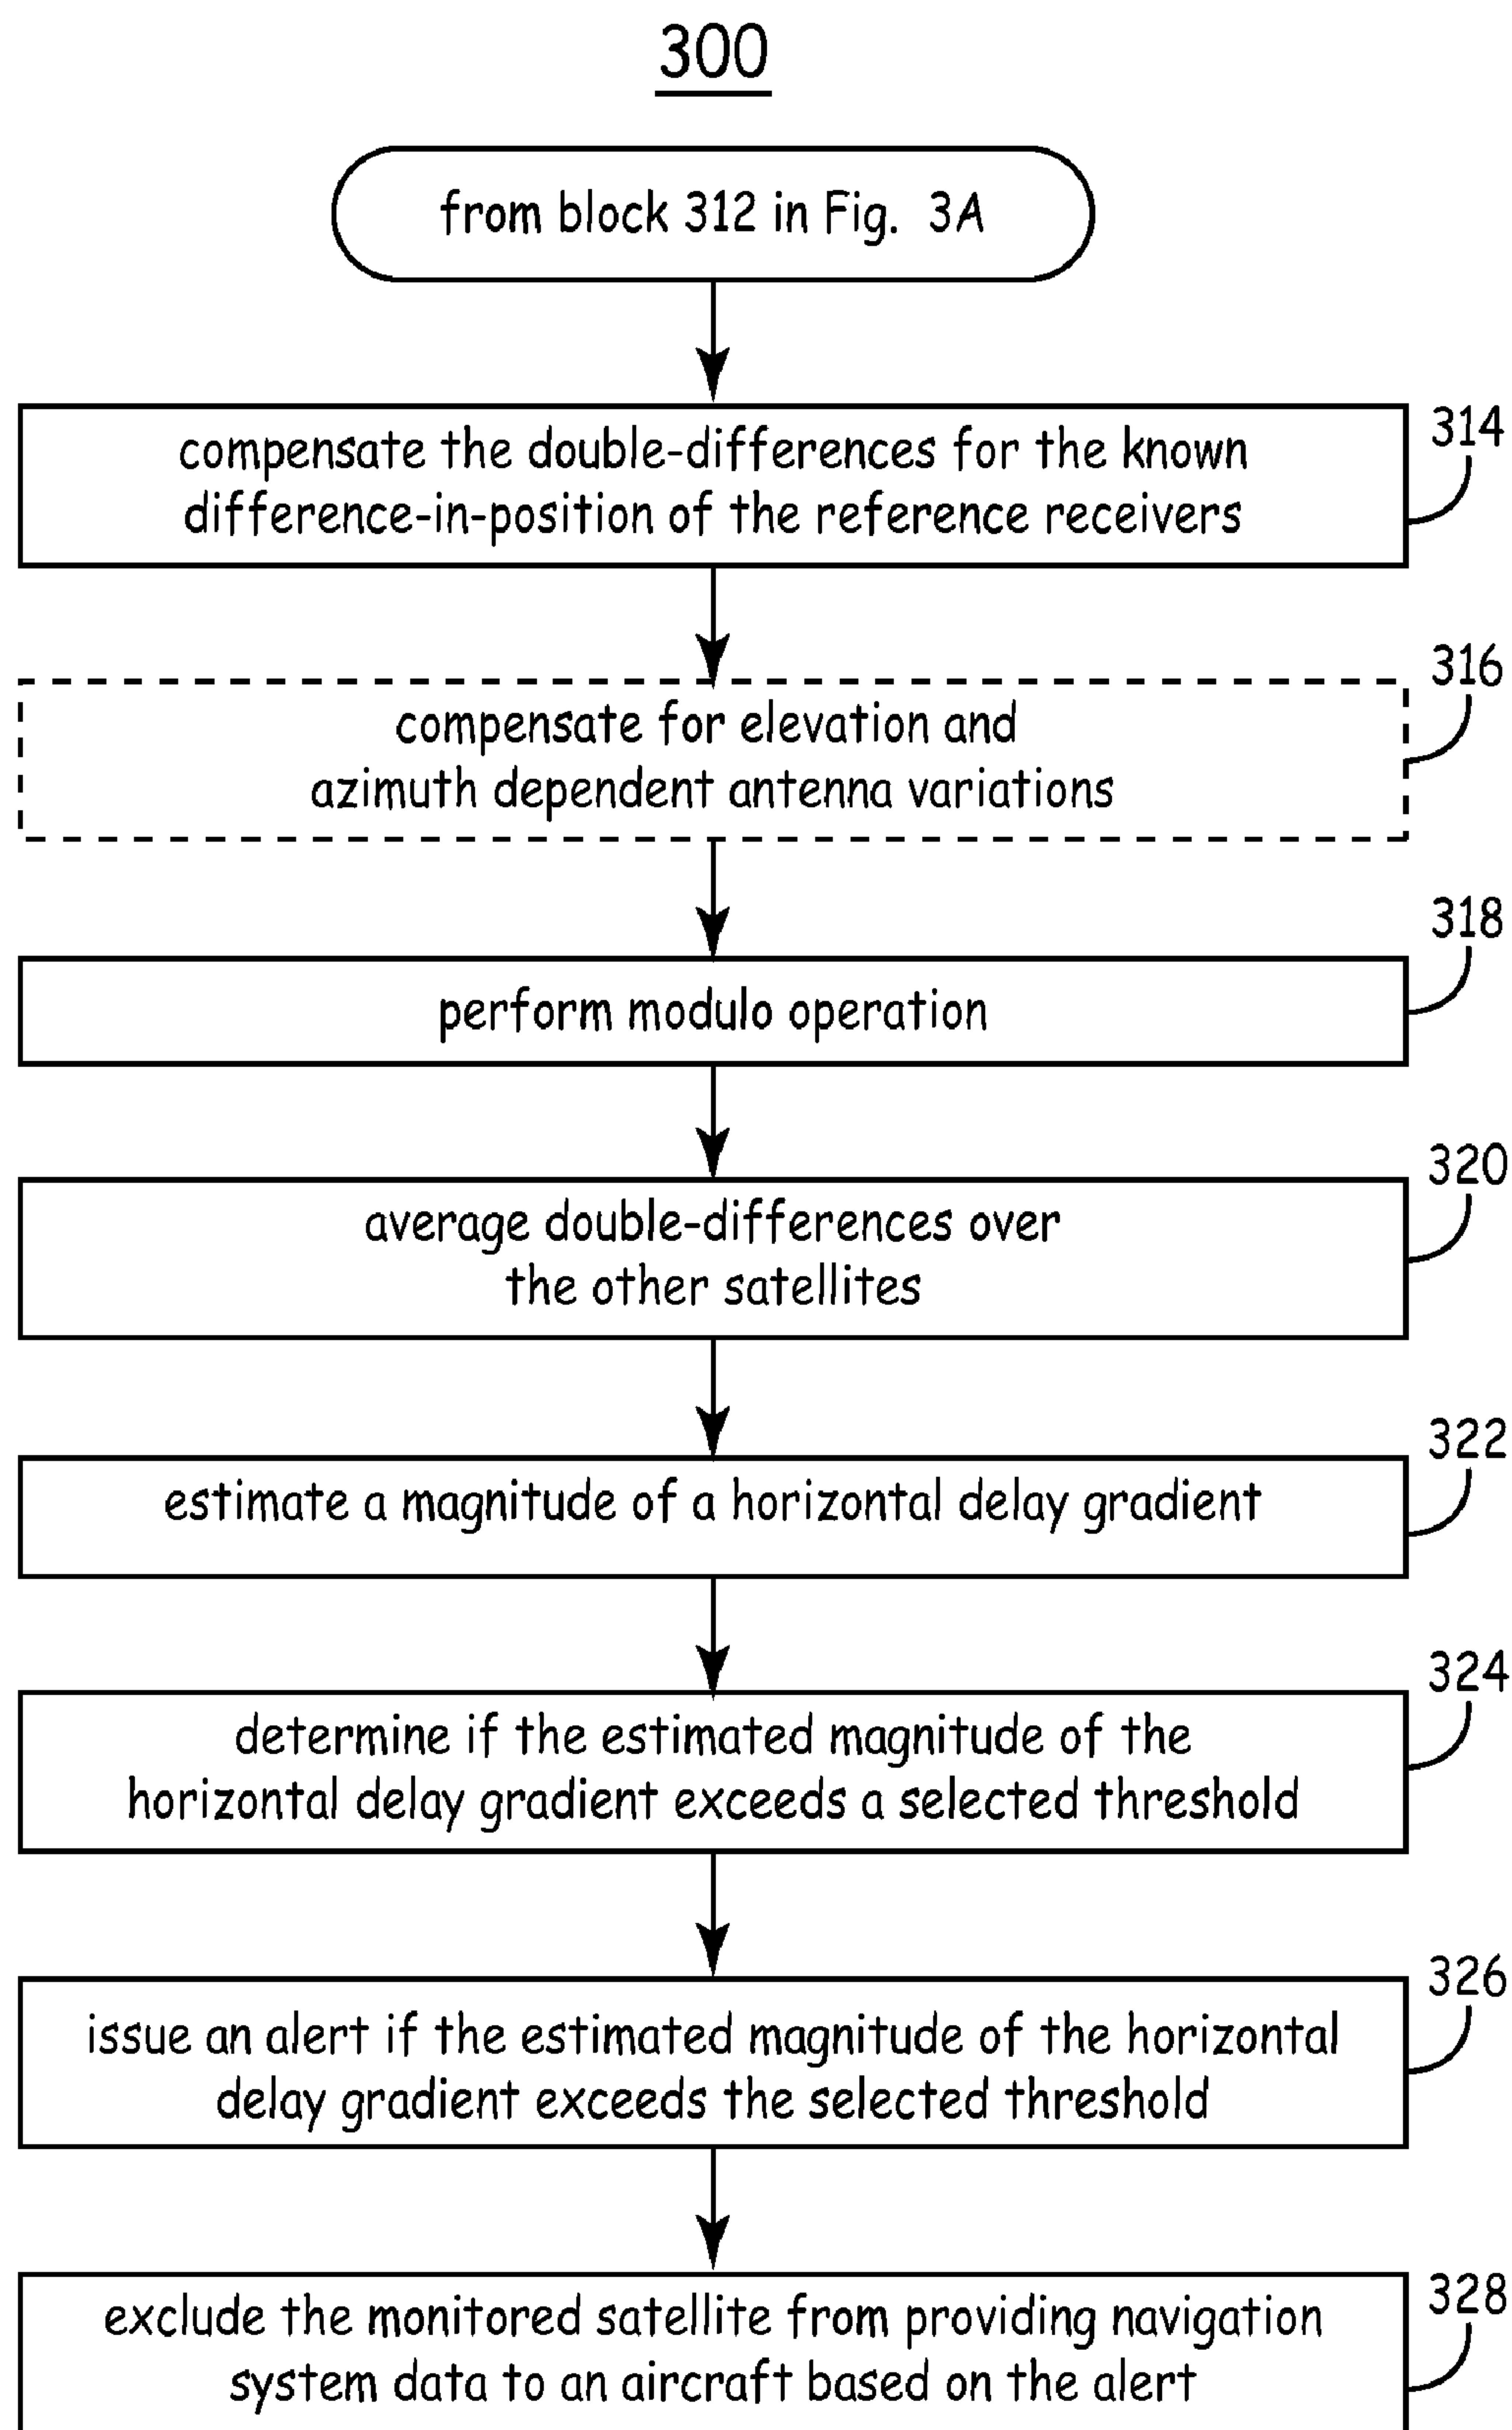 300
from block 312 in Fig. 3A
314
compensate the double-differences for the known
difference-in-position of the reference receivers
316
compensate for elevation and
azimuth dependent antenna variations
318
perform modulo operation
320
average double-differences over
the other satellites
322
estimate a magnitude of a horizontal delay gradient
324
determine if the estimated magnitude of the
horizontal delay gradient exceeds a selected threshold
326
issue an alert if the estimated magnitude of the horizontal
delay gradient exceeds the selected threshold
328
exclude the monitored satellite from providing navigation
system data to an aircraft based on the alert